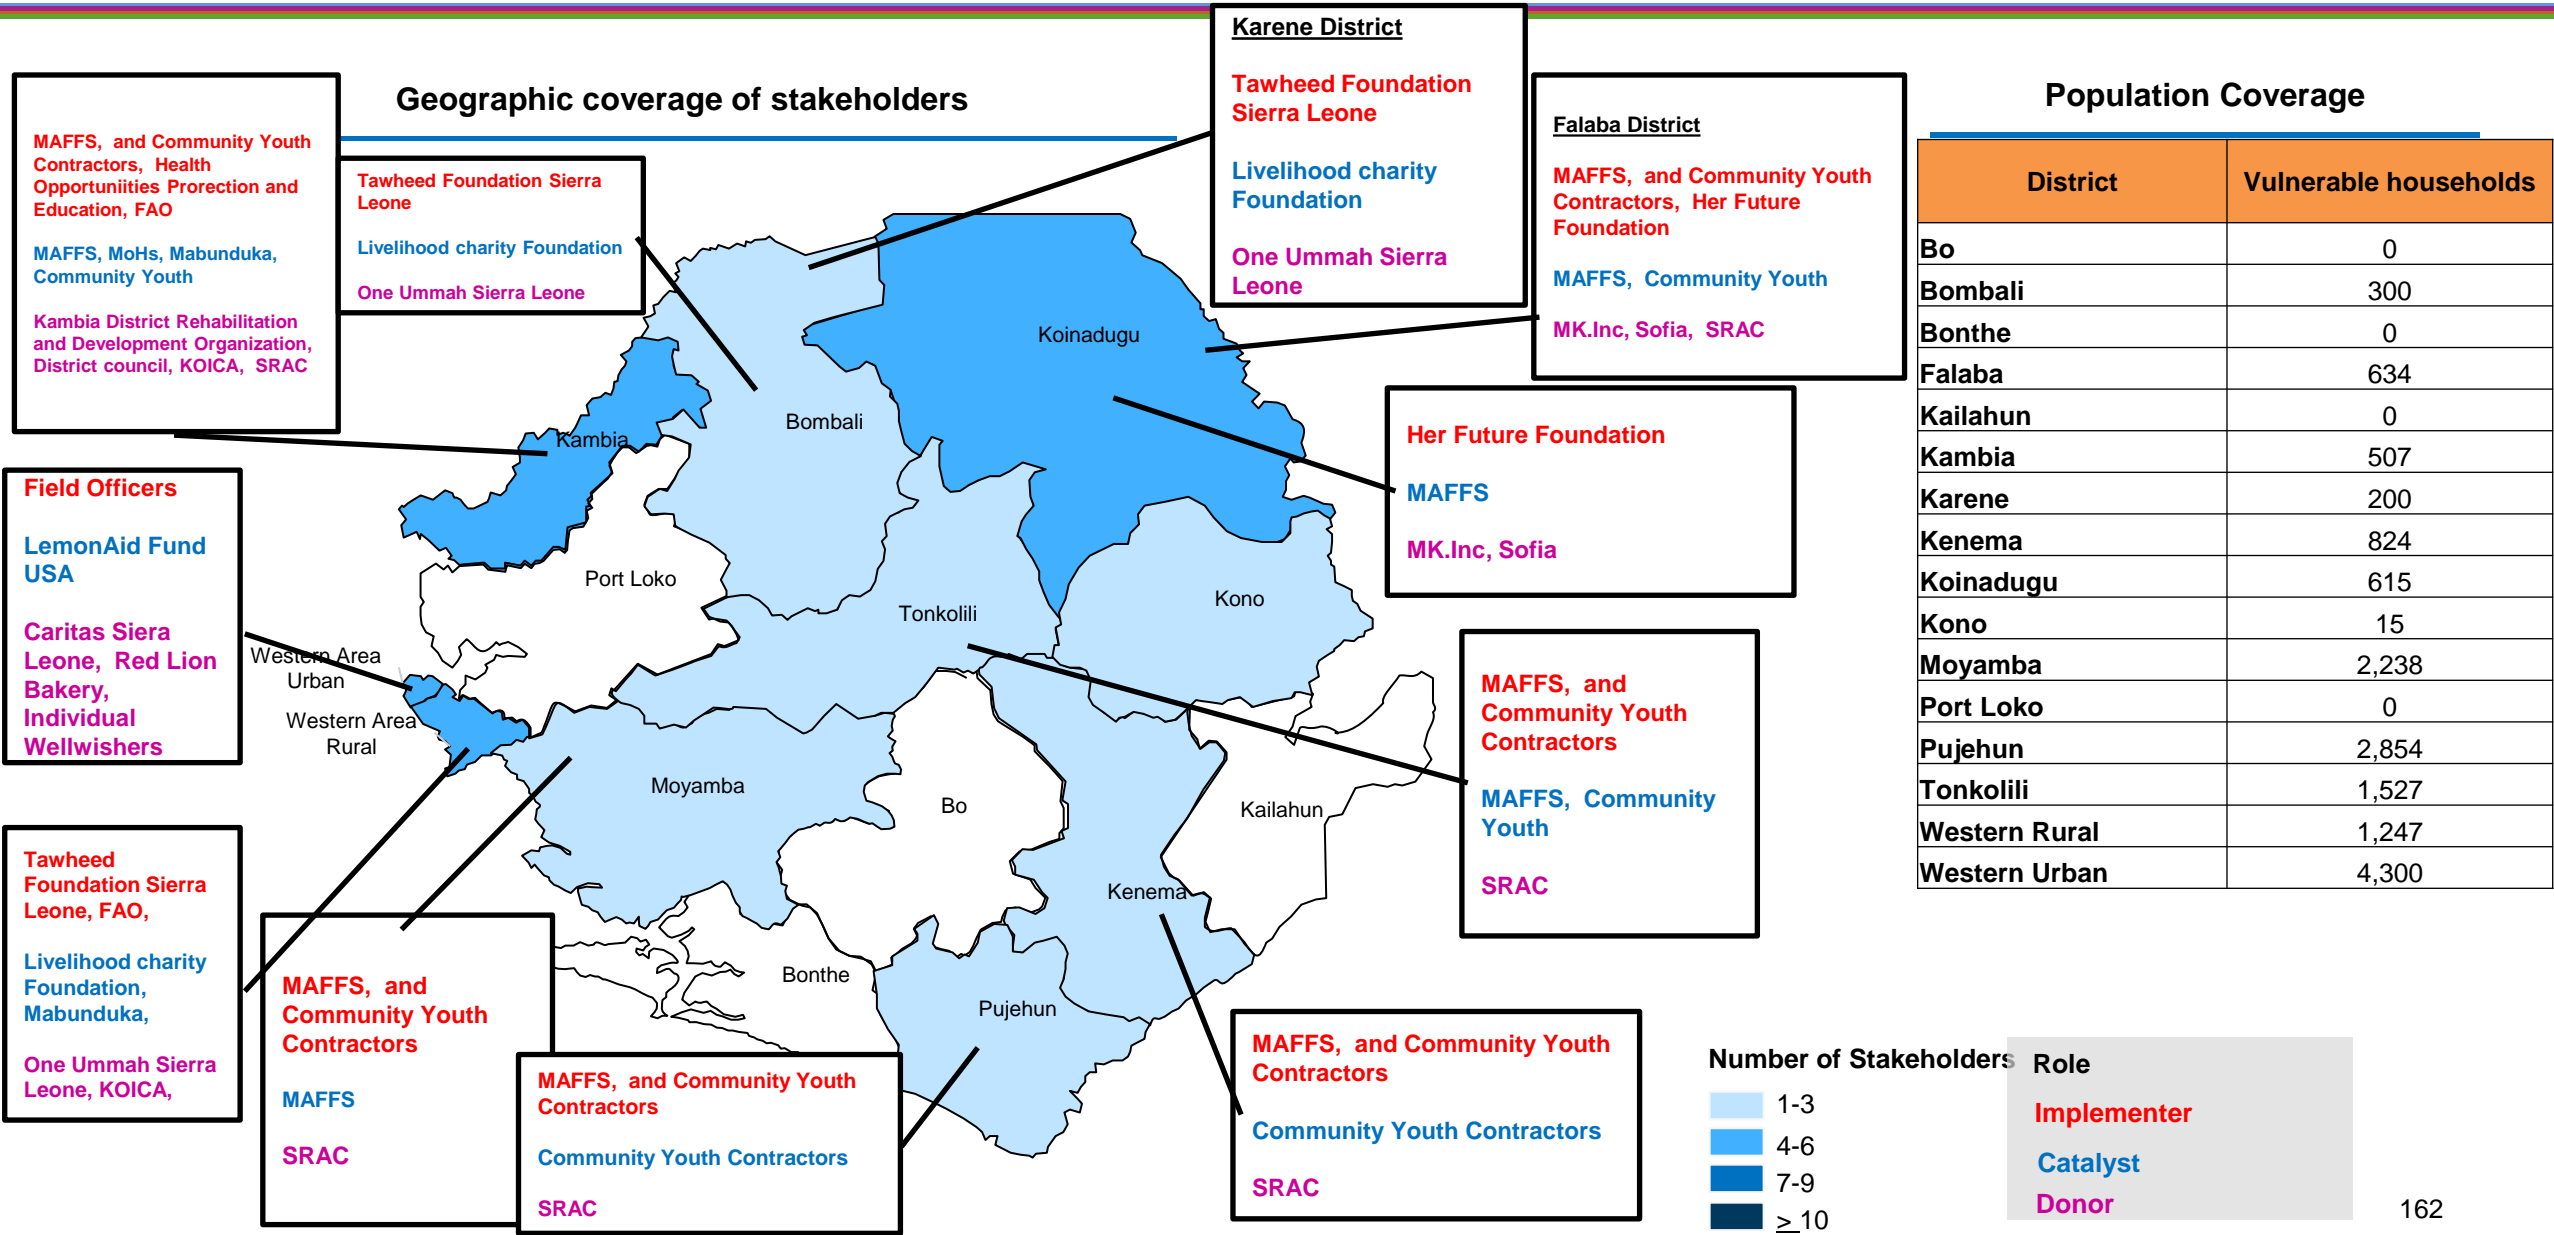 Geographic coverage of stakeholders
Population Coverage
MAFFS, and Community Youth
Contractors, Health
Opportuniities Prorection and
Education, FAO
MAFFS, MoHs, Mabunduka,
Community Youth
Kambia District Rehabilitation
and Development Organization,
District council, KOICA, SRAC
Tawheed Foundation Sierra
Leone
Livelihood charity Foundation
One Ummah Sierra Leone
Karene District
Tawheed Foundation
Sierra Leone
Livelihood charity
Foundation
One Ummah Sierra
Leone
Falaba District
MAFFS, and Community Youth
Contractors, Her Future
Foundation
MAFFS, Community Youth
MK.Inc, Sofia, SRAC
Her Future Foundation
MAFFS
MK.Inc, Sofia
Field Officers
LemonAid Fund
USA
Caritas Siera
Leone, Red Lion
Bakery,
Individual
Wellwishers
Tawheed
Foundation Sierra
Leone, FAO,
Livelihood charity
Foundation,
Mabunduka,
One Ummah Sierra
Leone, KOICA,
MAFFS, and
Community Youth
Contractors
MAFFS
SRAC
MAFFS, and Community Youth
Contractors
Community Youth Contractors
SRAC
MAFFS, and Community Youth
Contractors
Community Youth Contractors
SRAC
MAFFS, and
Community Youth
Contractors
MAFFS, Community
Youth
SRAC
Koinadugu
Bombali
Kambia
Port Loko
Tonkolili
Kono
Western Area
Urban
Western Area
Rural
Moyamba
Bo
Kailahun
Kenema
Bonthe
Pujehun
District Vulnerable households
Bo 0
Bombali 300
Bonthe 0
Falaba 634
Kailahun 0
Kambia 507
Karene 200
Kenema 824
Koinadugu 615
Kono 15
Moyamba 2,238
Port Loko 0
Pujehun 2,854
Tonkolili 1,527
Western Rural 1,247
Western Urban 4,300
Number of Stakeholders
1-3
4-6
7-9
> 10
Role
Implementer
Catalyst
Donor
162